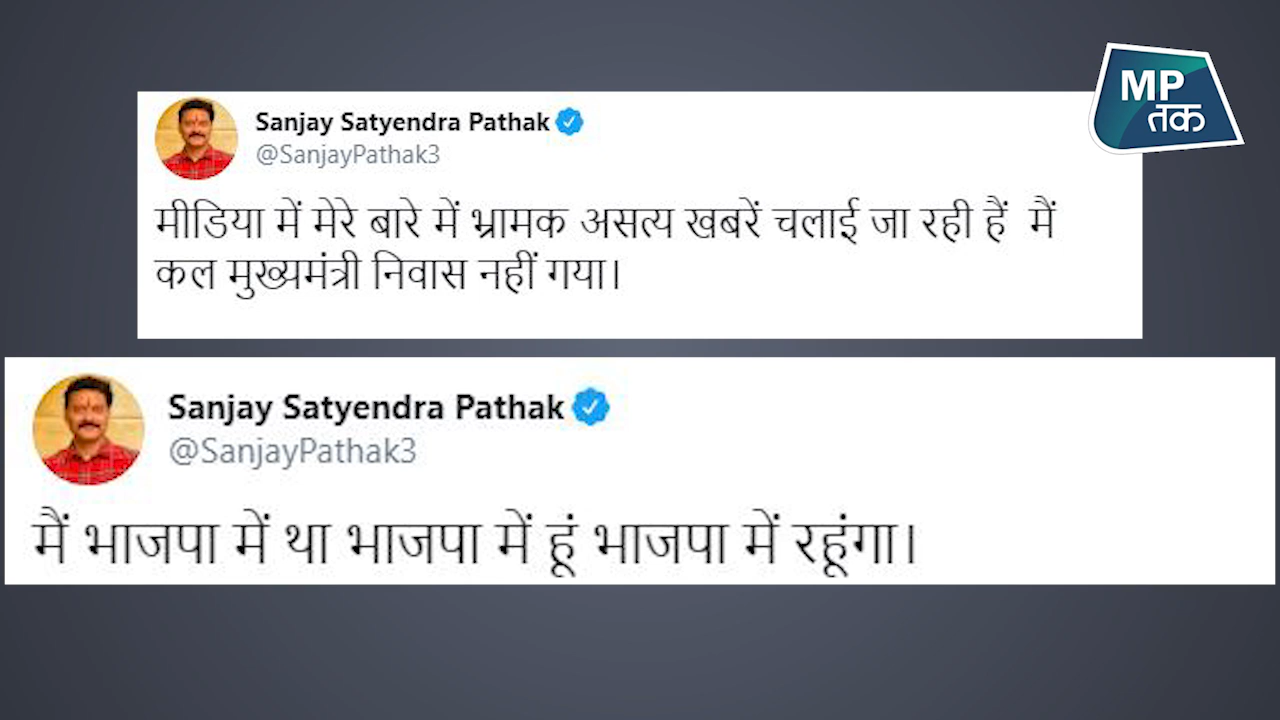 MP
तक
Sanjay Satyendra Pathak
@SanjayPathak3
मीडिया में मेरे बारे में भ्रामक असत्य खबरें चलाई जा रही हैं मैं
कल मुख्यमंत्री निवास नहीं गया।
Sanjay Satyendra Pathak
@SanjayPathak3
मैं भाजपा में था भाजपा में हूं भाजपा में रहूंगा।